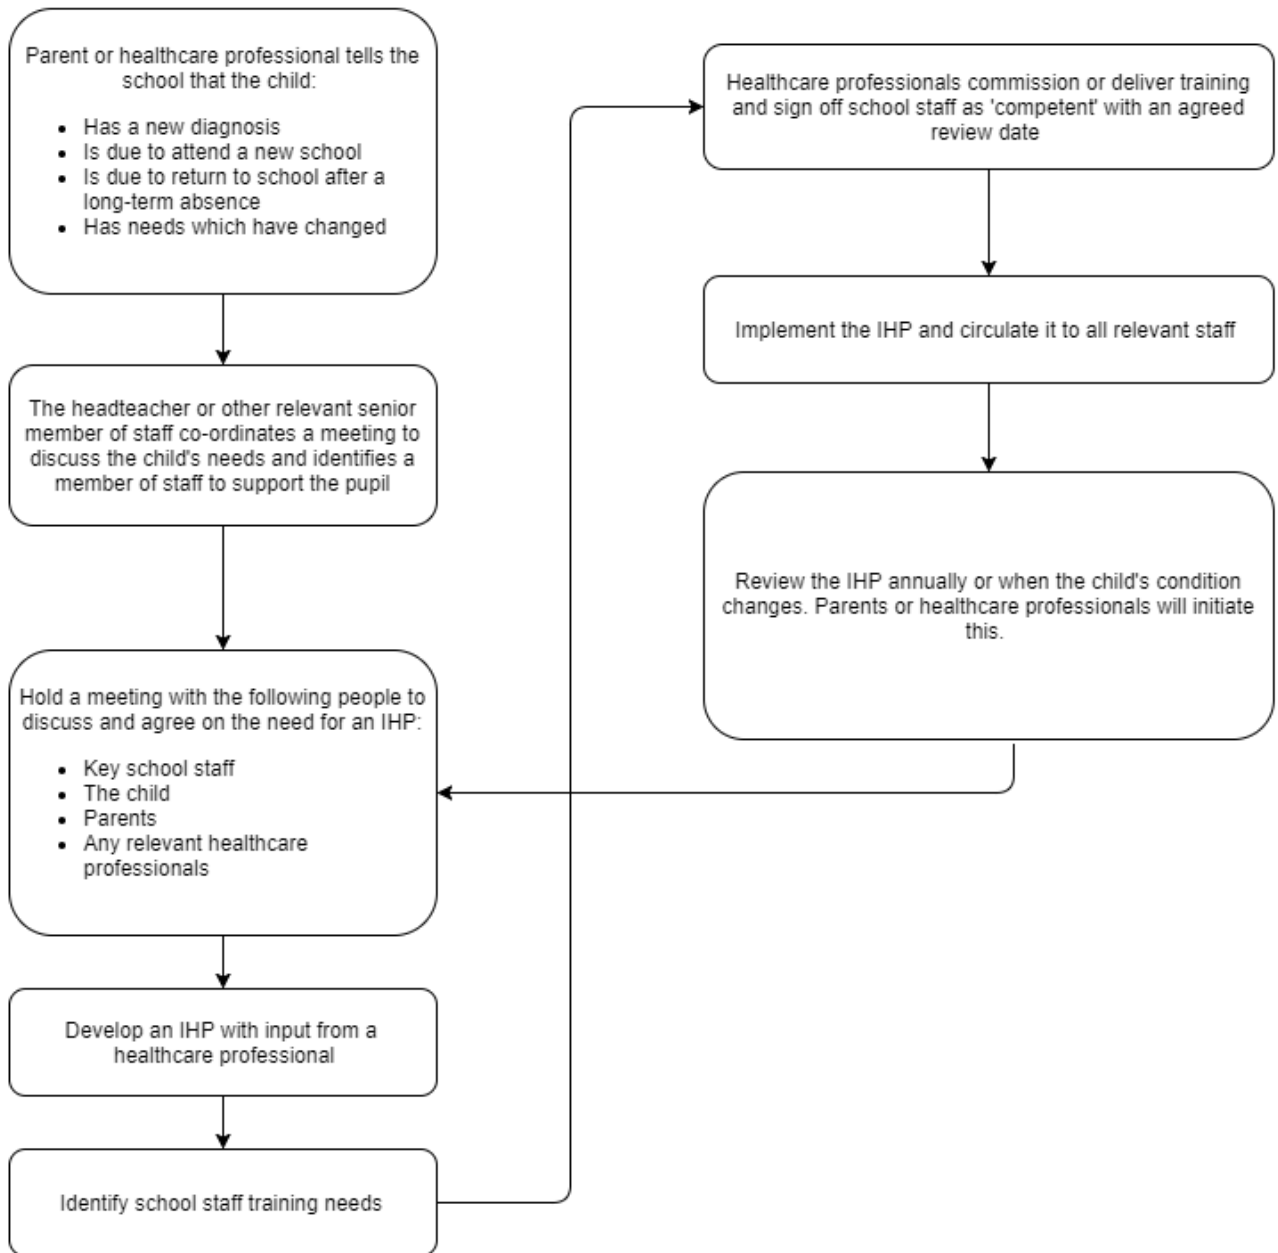 Parent or healthcare professional tells the
school that the child:
Has a new diagnosis
Is due to attend a new school
Is due to return to school after a
long-term absence
Has needs which have changed
The headteacher or other relevant senior
member of staff co-ordinates a meeting to
discuss the child's needs and identifies a
member of staff to support the pupil
Hold a meeting with the following people to
discuss and agree on the need for an IHP:
Key school staff
The child
Parents
Any relevant healthcare
professionals
Develop an IHP with input from a
healthcare professional
Identify school staff training needs
Healthcare professionals commission or deliver training
and sign off school staff as 'competent' with an agreed
review date
Implement the IHP and circulate it to all relevant staff
Review the IHP annually or when the child's condition
changes. Parents or healthcare professionals will initiate
this.